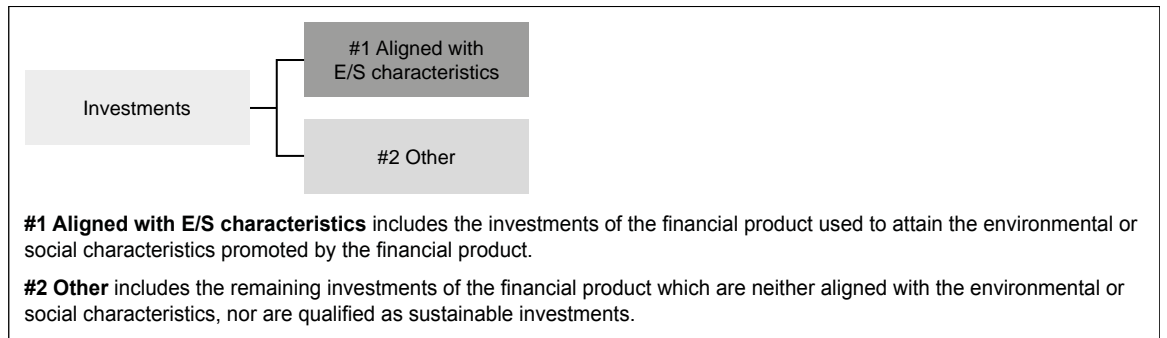 #1 Aligned with
E/S characteristics
Investments
#2 Other
#1 Aligned with E/S characteristics includes the investments of the financial product used to attain the environmental or
social characteristics promoted by the financial product.
#2 Other includes the remaining investments of the financial product which are neither aligned with the environmental or
social characteristics, nor are qualified as sustainable investments.